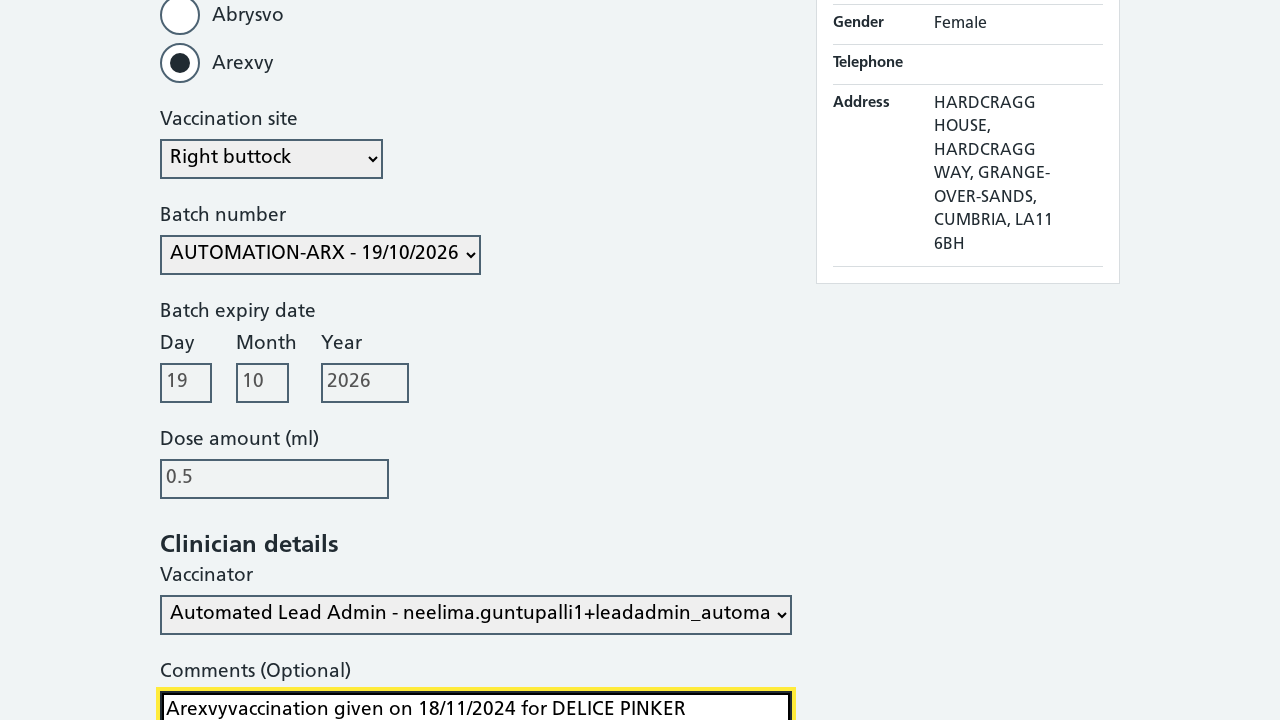 Abrysvo
Arexvy
Vaccination site
Right buttock
Batch number
AUTOMATION-ARX - 19/10/2026
Batch expiry date
Day Month Year
19 10 2026
Dose amount (ml)
0.5
Clinician details
Vaccinator
Automated Lead Admin - neelima.guntupalli1+leadadmin_automa
Comments (Optional)
Arexvyvaccination given on 18/11/2024 for DELICE PINKER
Gender Female
Telephone
Address HARDCRAGG
HOUSE,
HARDCRAGG
WAY, GRANGE-
OVER-SANDS,
CUMBRIA, LA11
6BH